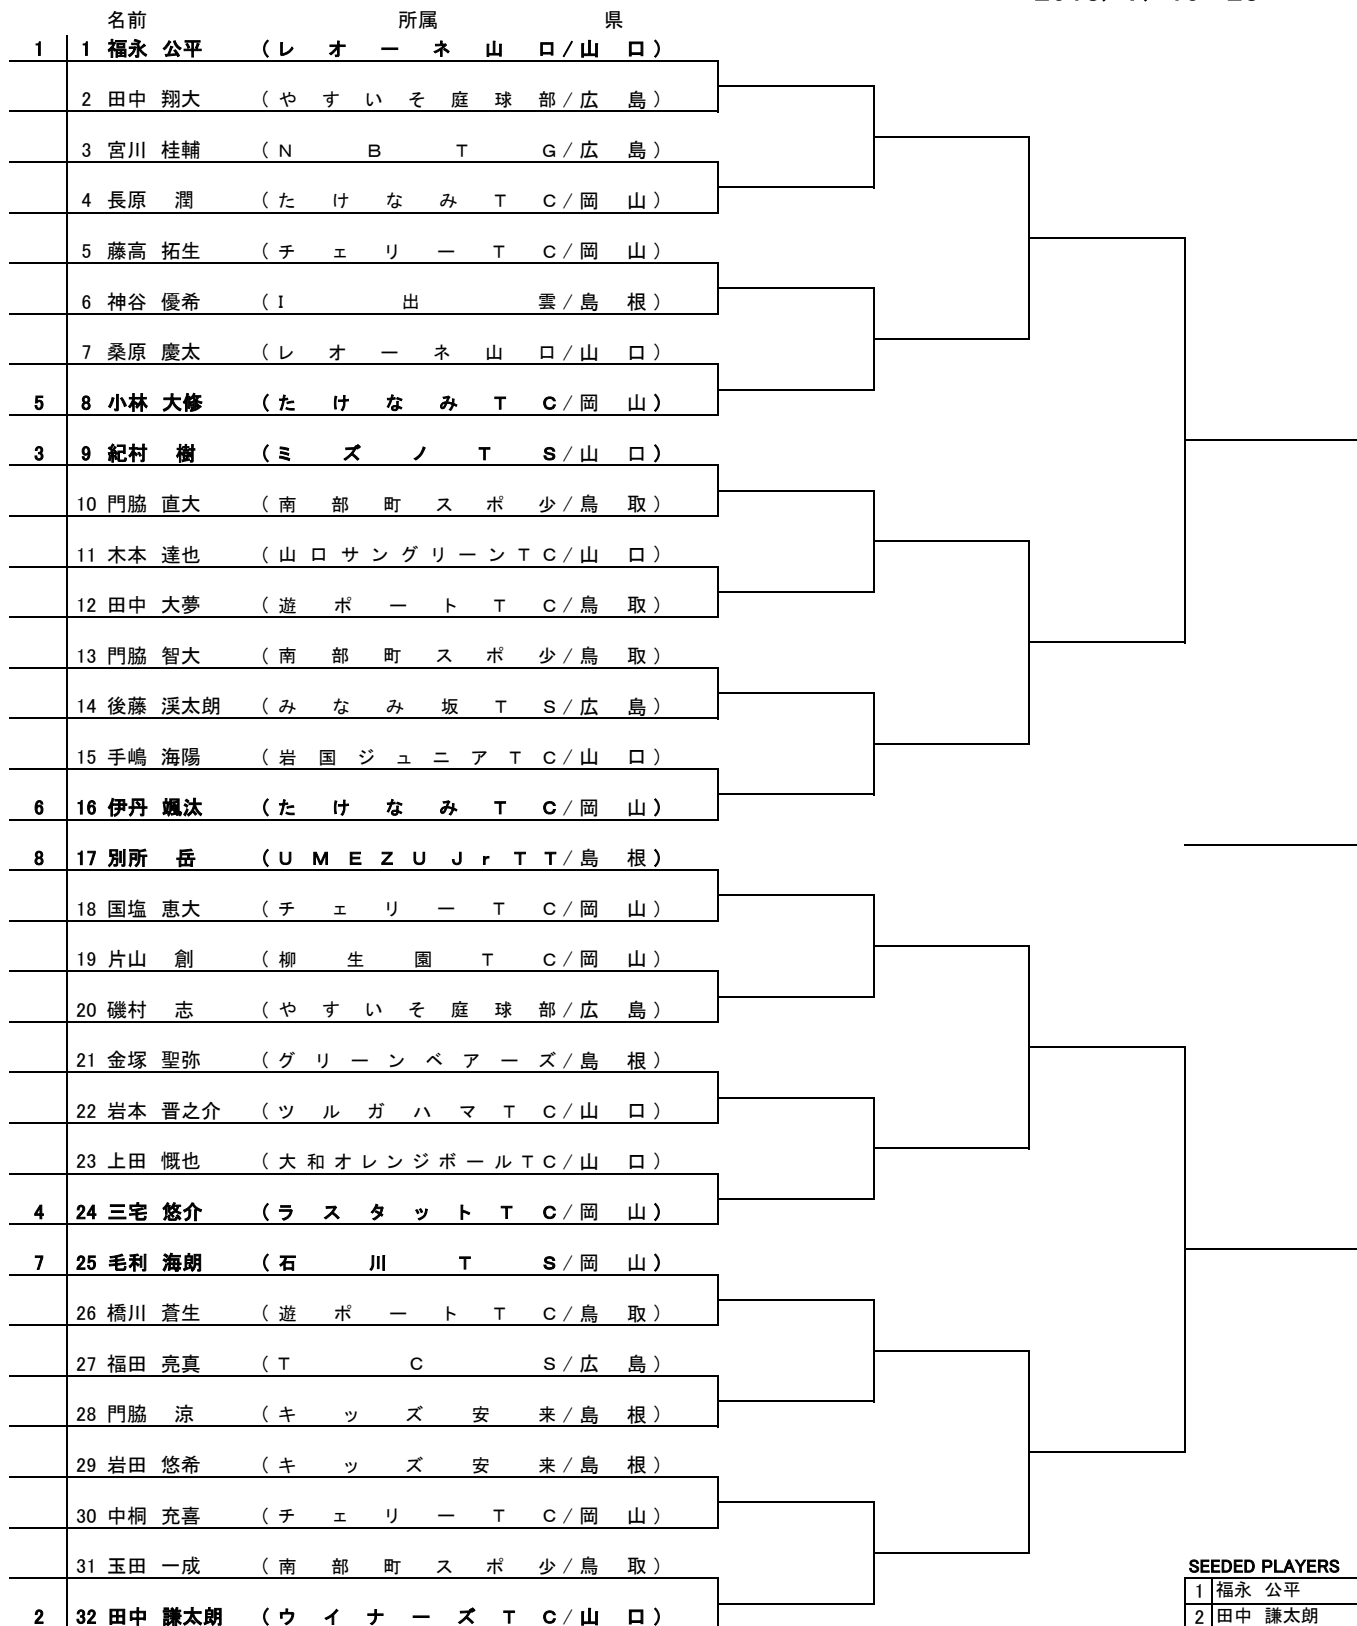 名前 所属 県
1 1 福永 公平 (レオーネ山口/山口)
2 田中 翔大 (やすいそ庭球部/広島)
3 宮川 桂輔 (NBTG/広島)
4 長原 潤 (たけなみTC/岡山)
5 藤高 拓生 (チェリーTC/岡山)
6 神谷 優希 (I出雲/島根)
7 桑原 慶太 (レオーネ山口/山口)
5 8 小林 大修 (たけなみTC/岡山)
3 9 紀村 樹 (ミズノTS/山口)
10 門脇 直大 (南部町スポ少/鳥取)
11 木本 達也 (山口サングリーンTC/山口)
12 田中 大夢 (遊ポートTC/鳥取)
13 門脇 智大 (南部町スポ少/鳥取)
14 後藤 渓太朗 (みなみ坂TS/広島)
15 手嶋 海陽 (岩国ジュニアTC/山口)
6 16 伊丹 颯汰 (たけなみTC/岡山)
8 17 別所 岳 (UMEZUJrTT/島根)
18 国塩 恵大 (チェリーTC/岡山)
19 片山 創 (柳生園TC/岡山)
20 磯村 志 (やすいそ庭球部/広島)
21 金塚 聖弥 (グリーンベアーズ/島根)
22 岩本 晋之介 (ツルガハマTC/山口)
23 上田 慨也 (大和オレンジボールTC/山口)
4 24 三宅 悠介 (ラスタットTC/岡山)
7 25 毛利 海朗 (石川TS/岡山)
26 橋川 蒼生 (遊ポートTC/鳥取)
27 福田 亮真 (TCS/広島)
28 門脇 涼 (キッズ安来/島根)
29 岩田 悠希 (キッズ安来/島根)
30 中桐 充喜 (チェリーTC/岡山)
31 玉田 一成 (南部町スポ少/鳥取)
2 32 田中 謙太朗 (ウイナーズTC/山口)
SEEDED PLAYERS
1 福永 公平
2 田中 謙太朗